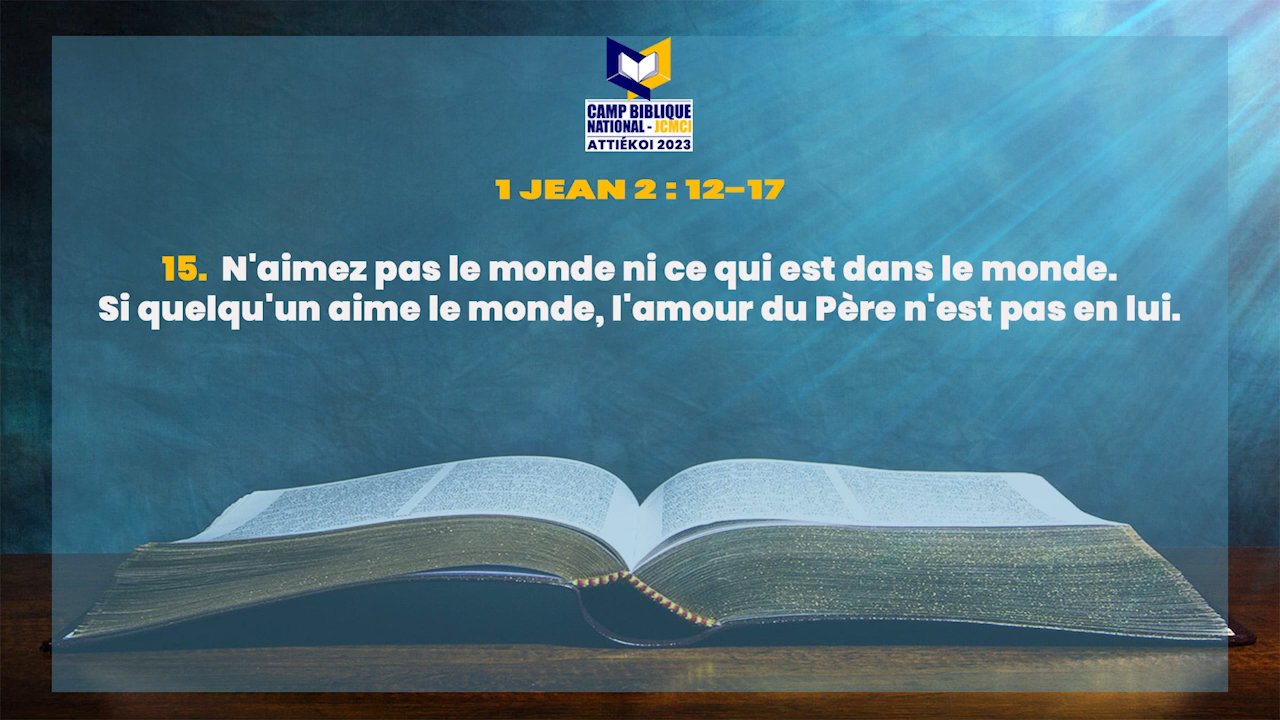 CAMP BIBLIQUE
NATIONAL - JCMCI
ATTIÉKOI 2023
1 JEAN 2 : 12–17
15. N'aimez pas le monde ni ce qui est dans le monde.
Si quelqu'un aime le monde, l'amour du Père n'est pas en lui.